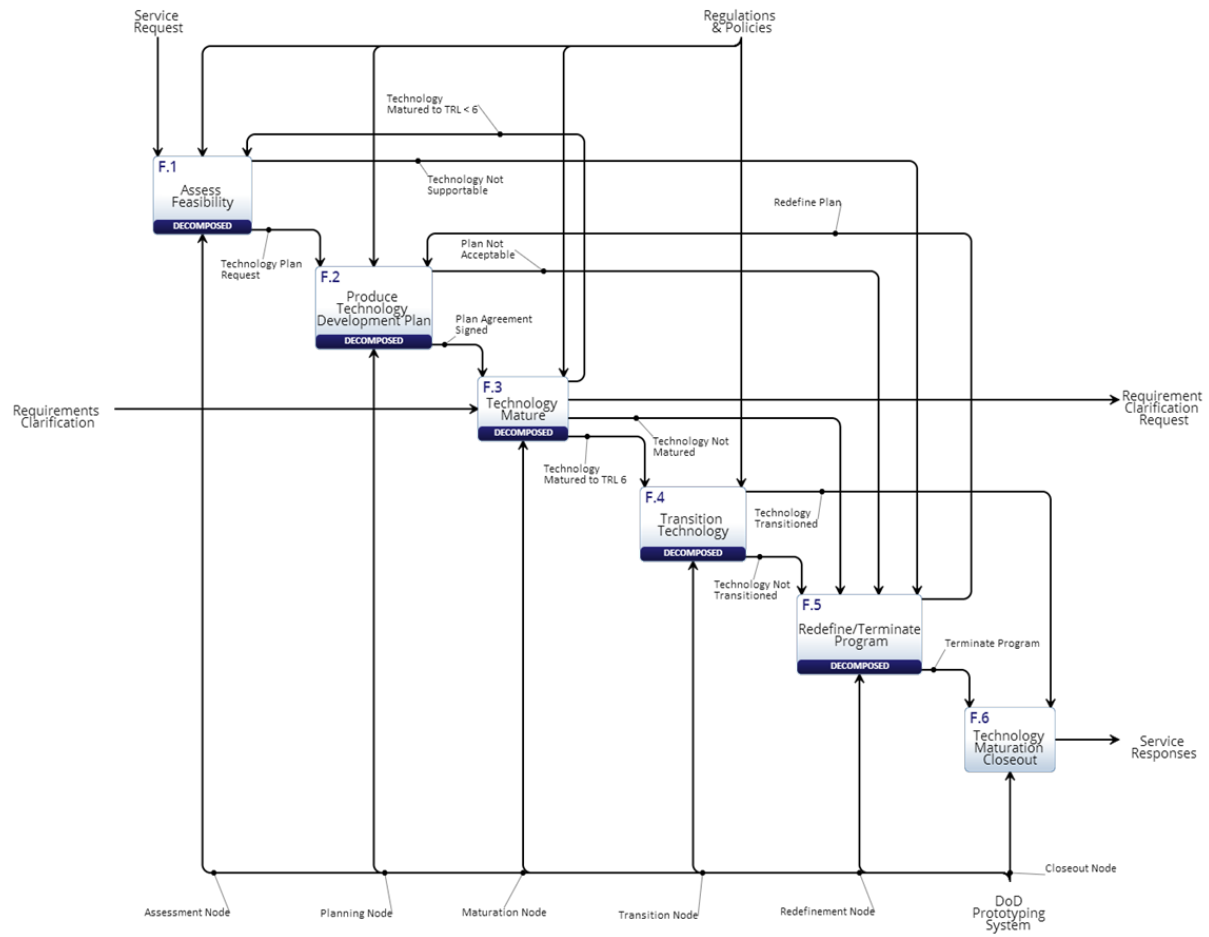 Service
Request
Regulations
& Policies
Technology
Matured to TRL < 6
F.1
Assess
Feasibility
DECOMPOSED
Technology Not
Supportable
Redefine Plan
Technology Plan
Request
Plan Not
Acceptable
F.2
Produce
Technology
Development Plan
DECOMPOSED
Plan Agreement
Signed
F.3
Technology
Mature
DECOMPOSED
Requirements
Clarification
Requirement
Clarification
Request
Technology Not
Matured
Technology
Matured to TRL 6
F.4
Transition
Technology
DECOMPOSED
Technology
Transitioned
Technology Not
Transitioned
F.5
Redefine/Terminate
Program
DECOMPOSED
Terminate Program
F.6
Technology
Maturation
Closeout
Service
Responses
Closeout Node
Assessment Node
Planning Node
Maturation Node
Transition Node
Redefinement Node
DoD
Prototyping
System